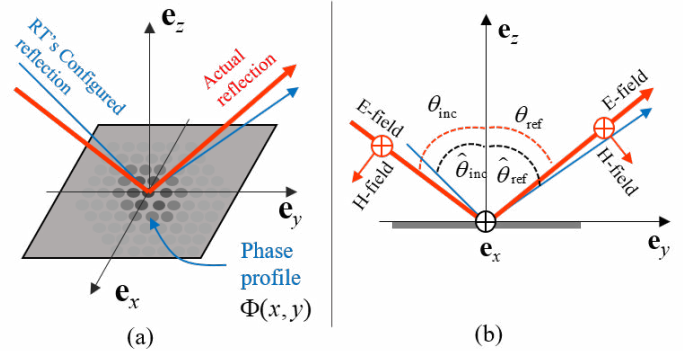 e_z
RT's Configured
reflection
Actual
reflection
e_y
e_x
Phase
profile
Φ(x, y)
(a)
e_z
E-field
H-field
θ_inc
θ_ref
θ̂_inc
θ̂_ref
E-field
H-field
e_x
e_y
(b)